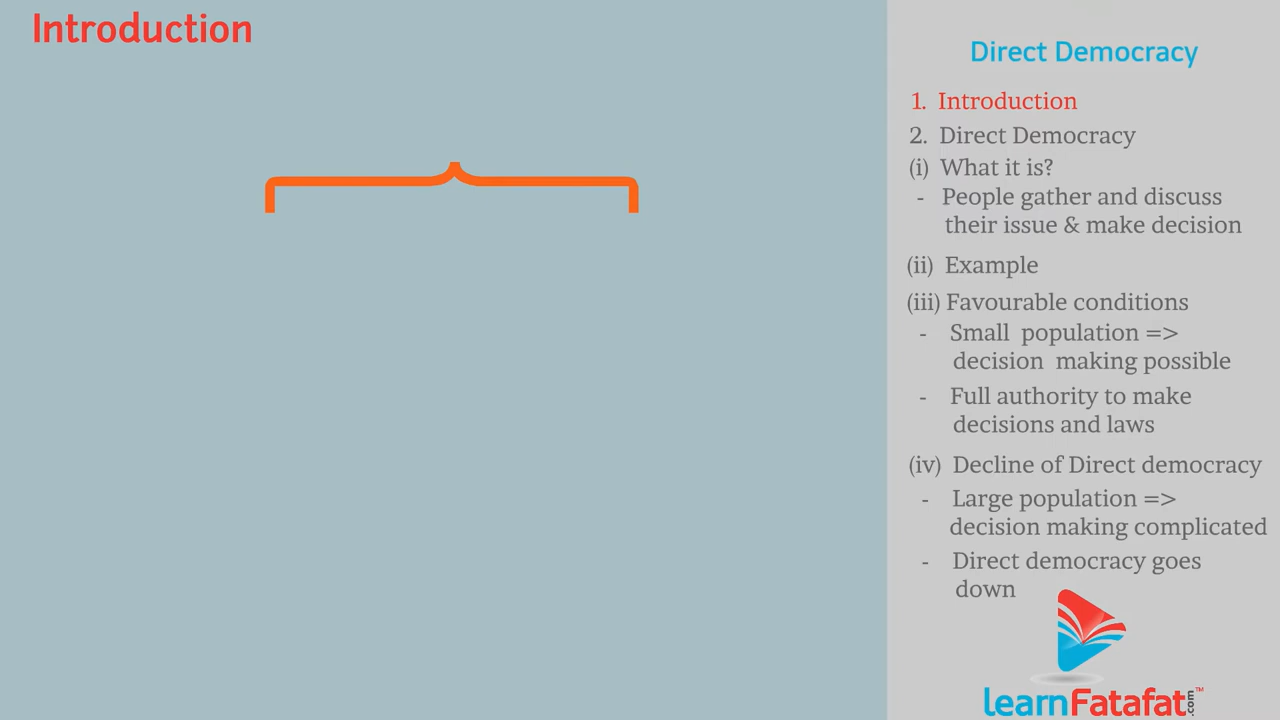 Introduction
Direct Democracy
1. Introduction
2. Direct Democracy
(i) What it is?
- People gather and discuss
their issue & make decision
(ii) Example
(iii) Favourable conditions
- Small population =>
decision making possible
- Full authority to make
decisions and laws
(iv) Decline of Direct democracy
- Large population =>
decision making complicated
- Direct democracy goes
down
learnFatafat.com™